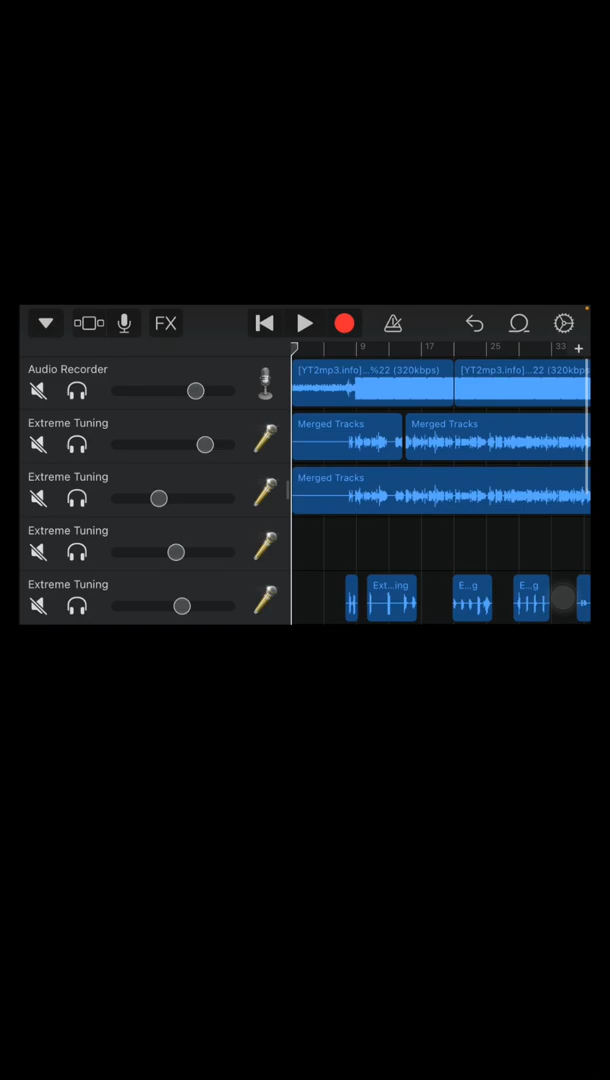 FX
9 17 25 33 +
Audio Recorder
[YT2mp3.info]...%22 (320kbps)
[YT2mp3.info]...22 (320kbps)
Extreme Tuning
Merged Tracks
Merged Tracks
Extreme Tuning
Merged Tracks
Extreme Tuning
Extreme Tuning
Ext...ing
E...g
E...g